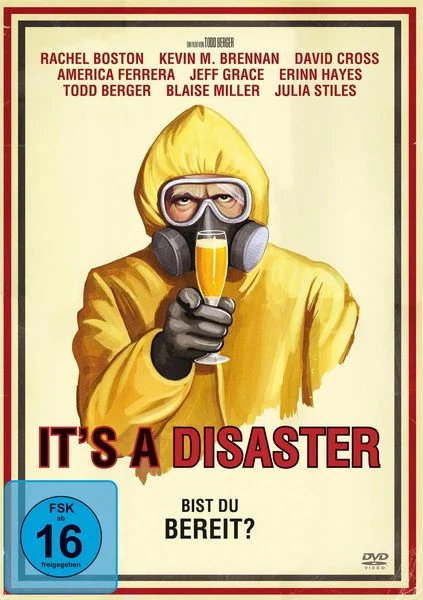 EIN FILM VON TODD BERGER
RACHEL BOSTON KEVIN M. BRENNAN DAVID CROSS
AMERICA FERRERA JEFF GRACE ERINN HAYES
TODD BERGER BLAISE MILLER JULIA STILES
IT'S A DISASTER
BIST DU
BEREIT?
FSK
ab
16
freigegeben
DVD
VIDEO